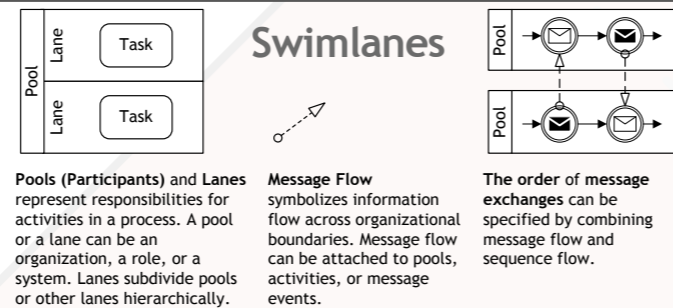 Swimlanes
Pool
Lane
Task
Lane
Task
Pool
Pool
Pools (Participants) and Lanes
represent responsibilities for
activities in a process. A pool
or a lane can be an
organization, a role, or a
system. Lanes subdivide pools
or other lanes hierarchically.
Message Flow
symbolizes information
flow across organizational
boundaries. Message flow
can be attached to pools,
activities, or message
events.
The order of message
exchanges can be
specified by combining
message flow and
sequence flow.